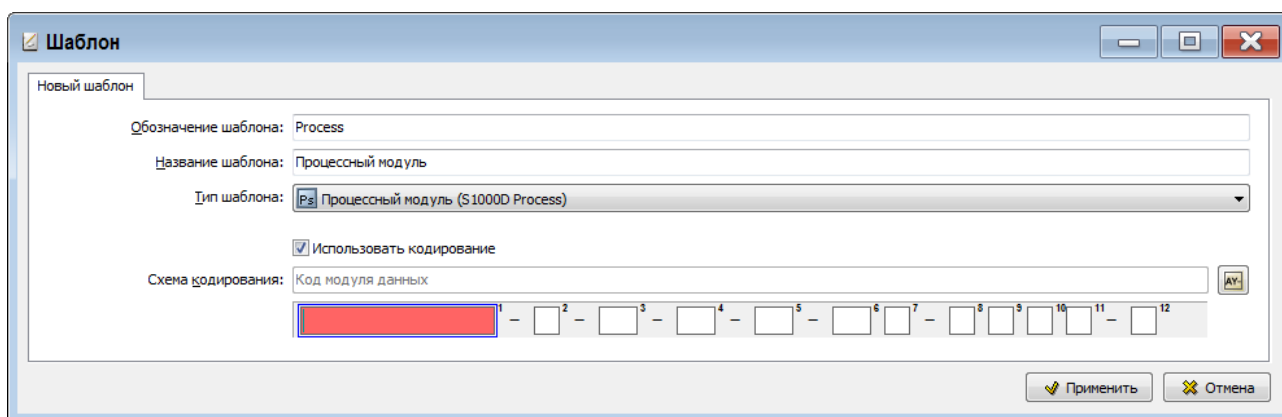 Шаблон
Новый шаблон
Обозначение шаблона: Process
Название шаблона: Процессный модуль
Тип шаблона: Ps Процессный модуль (S1000D Process)
Использовать кодирование
Схема кодирования: Код модуля данных AY-
1 – 2 – 3 – 4 – 5 – 6 7 – 8 9 10 11 – 12
Применить Отмена